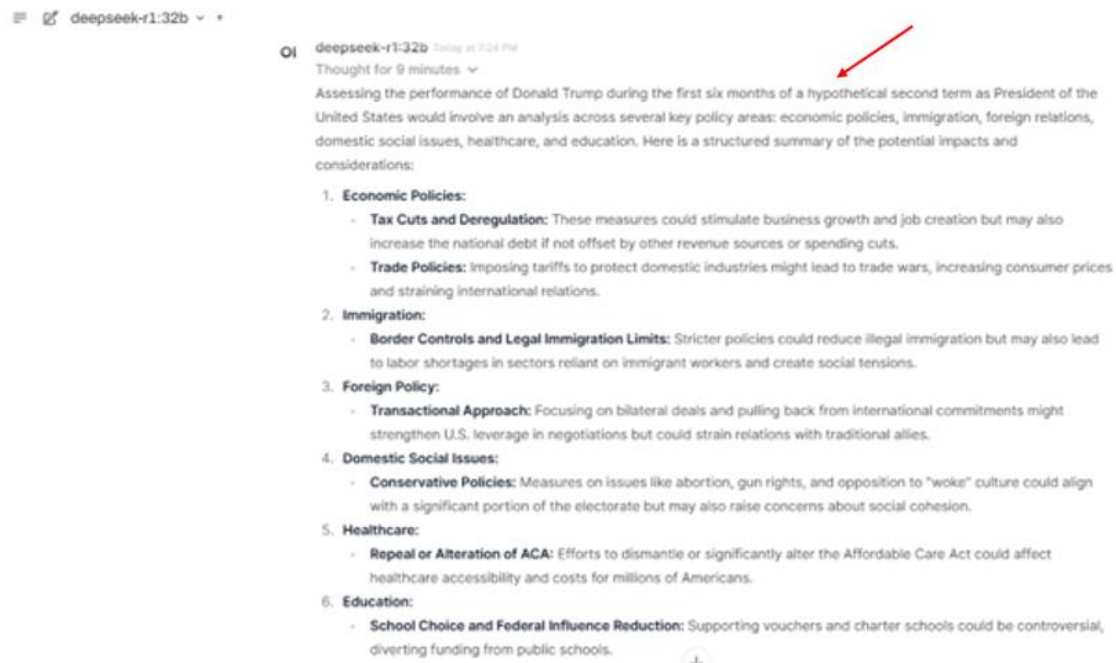 deepseek-r1:32b
OI deepseek-r1:32b Today at 7:24 PM
Thought for 9 minutes
Assessing the performance of Donald Trump during the first six months of a hypothetical second term as President of the
United States would involve an analysis across several key policy areas: economic policies, immigration, foreign relations,
domestic social issues, healthcare, and education. Here is a structured summary of the potential impacts and
considerations:
1. Economic Policies:
◦ Tax Cuts and Deregulation: These measures could stimulate business growth and job creation but may also
increase the national debt if not offset by other revenue sources or spending cuts.
◦ Trade Policies: Imposing tariffs to protect domestic industries might lead to trade wars, increasing consumer prices
and straining international relations.
2. Immigration:
◦ Border Controls and Legal Immigration Limits: Stricter policies could reduce illegal immigration but may also lead
to labor shortages in sectors reliant on immigrant workers and create social tensions.
3. Foreign Policy:
◦ Transactional Approach: Focusing on bilateral deals and pulling back from international commitments might
strengthen U.S. leverage in negotiations but could strain relations with traditional allies.
4. Domestic Social Issues:
◦ Conservative Policies: Measures on issues like abortion, gun rights, and opposition to "woke" culture could align
with a significant portion of the electorate but may also raise concerns about social cohesion.
5. Healthcare:
◦ Repeal or Alteration of ACA: Efforts to dismantle or significantly alter the Affordable Care Act could affect
healthcare accessibility and costs for millions of Americans.
6. Education:
◦ School Choice and Federal Influence Reduction: Supporting vouchers and charter schools could be controversial,
diverting funding from public schools.